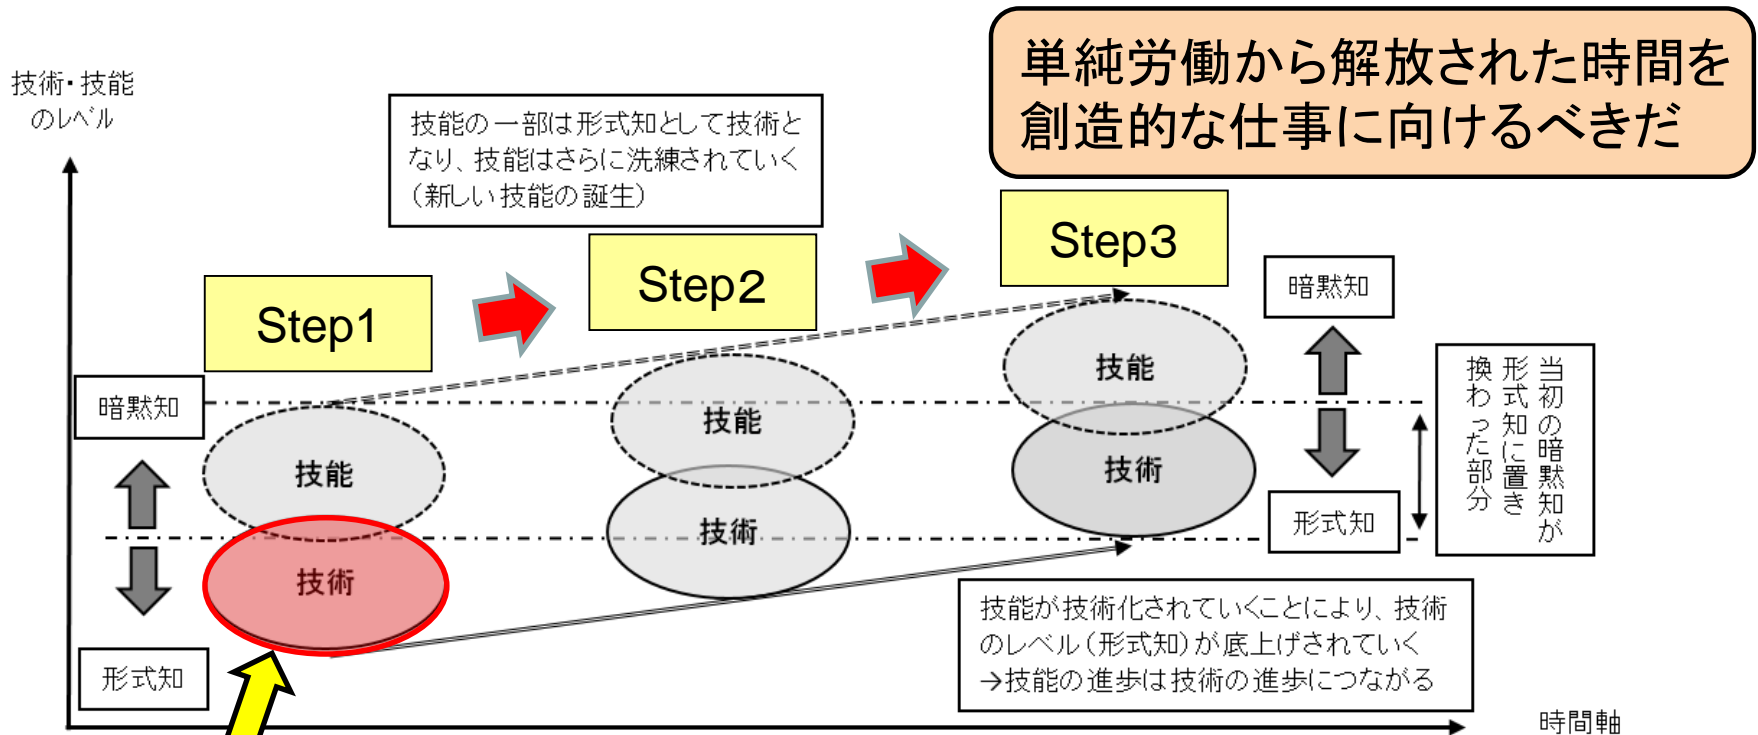 単純労働から解放された時間を
創造的な仕事に向けるべきだ
技術・技能
のレベル
技能の一部は形式知として技術と
なり、技能はさらに洗練されていく
（新しい技能の誕生）
Step1
Step2
Step3
暗黙知
技能
技術
形式知
技能
技術
技能
技術
暗黙知
形式知
当初の暗黙知が
形式知に置き
換わった部分
技能が技術化されていくことにより、技術
のレベル（形式知）が底上げされていく
→技能の進歩は技術の進歩につながる
時間軸